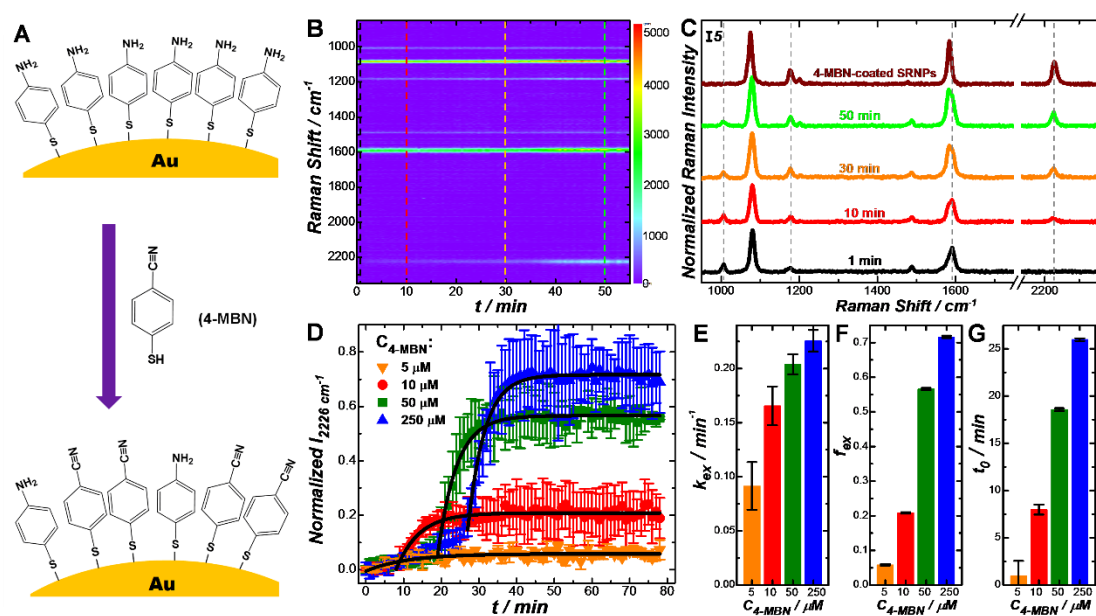 A
NH₂
NH₂
NH₂
NH₂
NH₂
NH₂
S
S
S
S
S
S
Au
C≡N
(4-MBN)
SH
C≡N
C≡N
NH₂
C≡N
C≡N
NH₂
S
S
S
S
S
S
Au
B
1000
1200
1400
1600
1800
2000
2200
Raman Shift / cm⁻¹
0
10
20
30
40
50
t / min
5000
4000
3000
2000
1000
0
C
I5
4-MBN-coated SRNPs
50 min
30 min
10 min
1 min
Normalized Raman Intensity
1000
1200
1400
1600
2200
Raman Shift / cm⁻¹
D
C₄₋MBN:
5 μM
10 μM
50 μM
250 μM
Normalized I₂₂₂₆ cm⁻¹
0.8
0.6
0.4
0.2
0.0
0
10
20
30
40
50
60
70
80
t / min
E
kₑₓ / min⁻¹
0.20
0.15
0.10
0.05
0.00
5
10
50
250
C₄₋MBN / μM
F
fₑₓ
0.7
0.6
0.5
0.4
0.3
0.2
0.1
0.0
5
10
50
250
G
t₀ / min
25
20
15
10
5
0
5
10
50
250
C₄₋MBN / μM